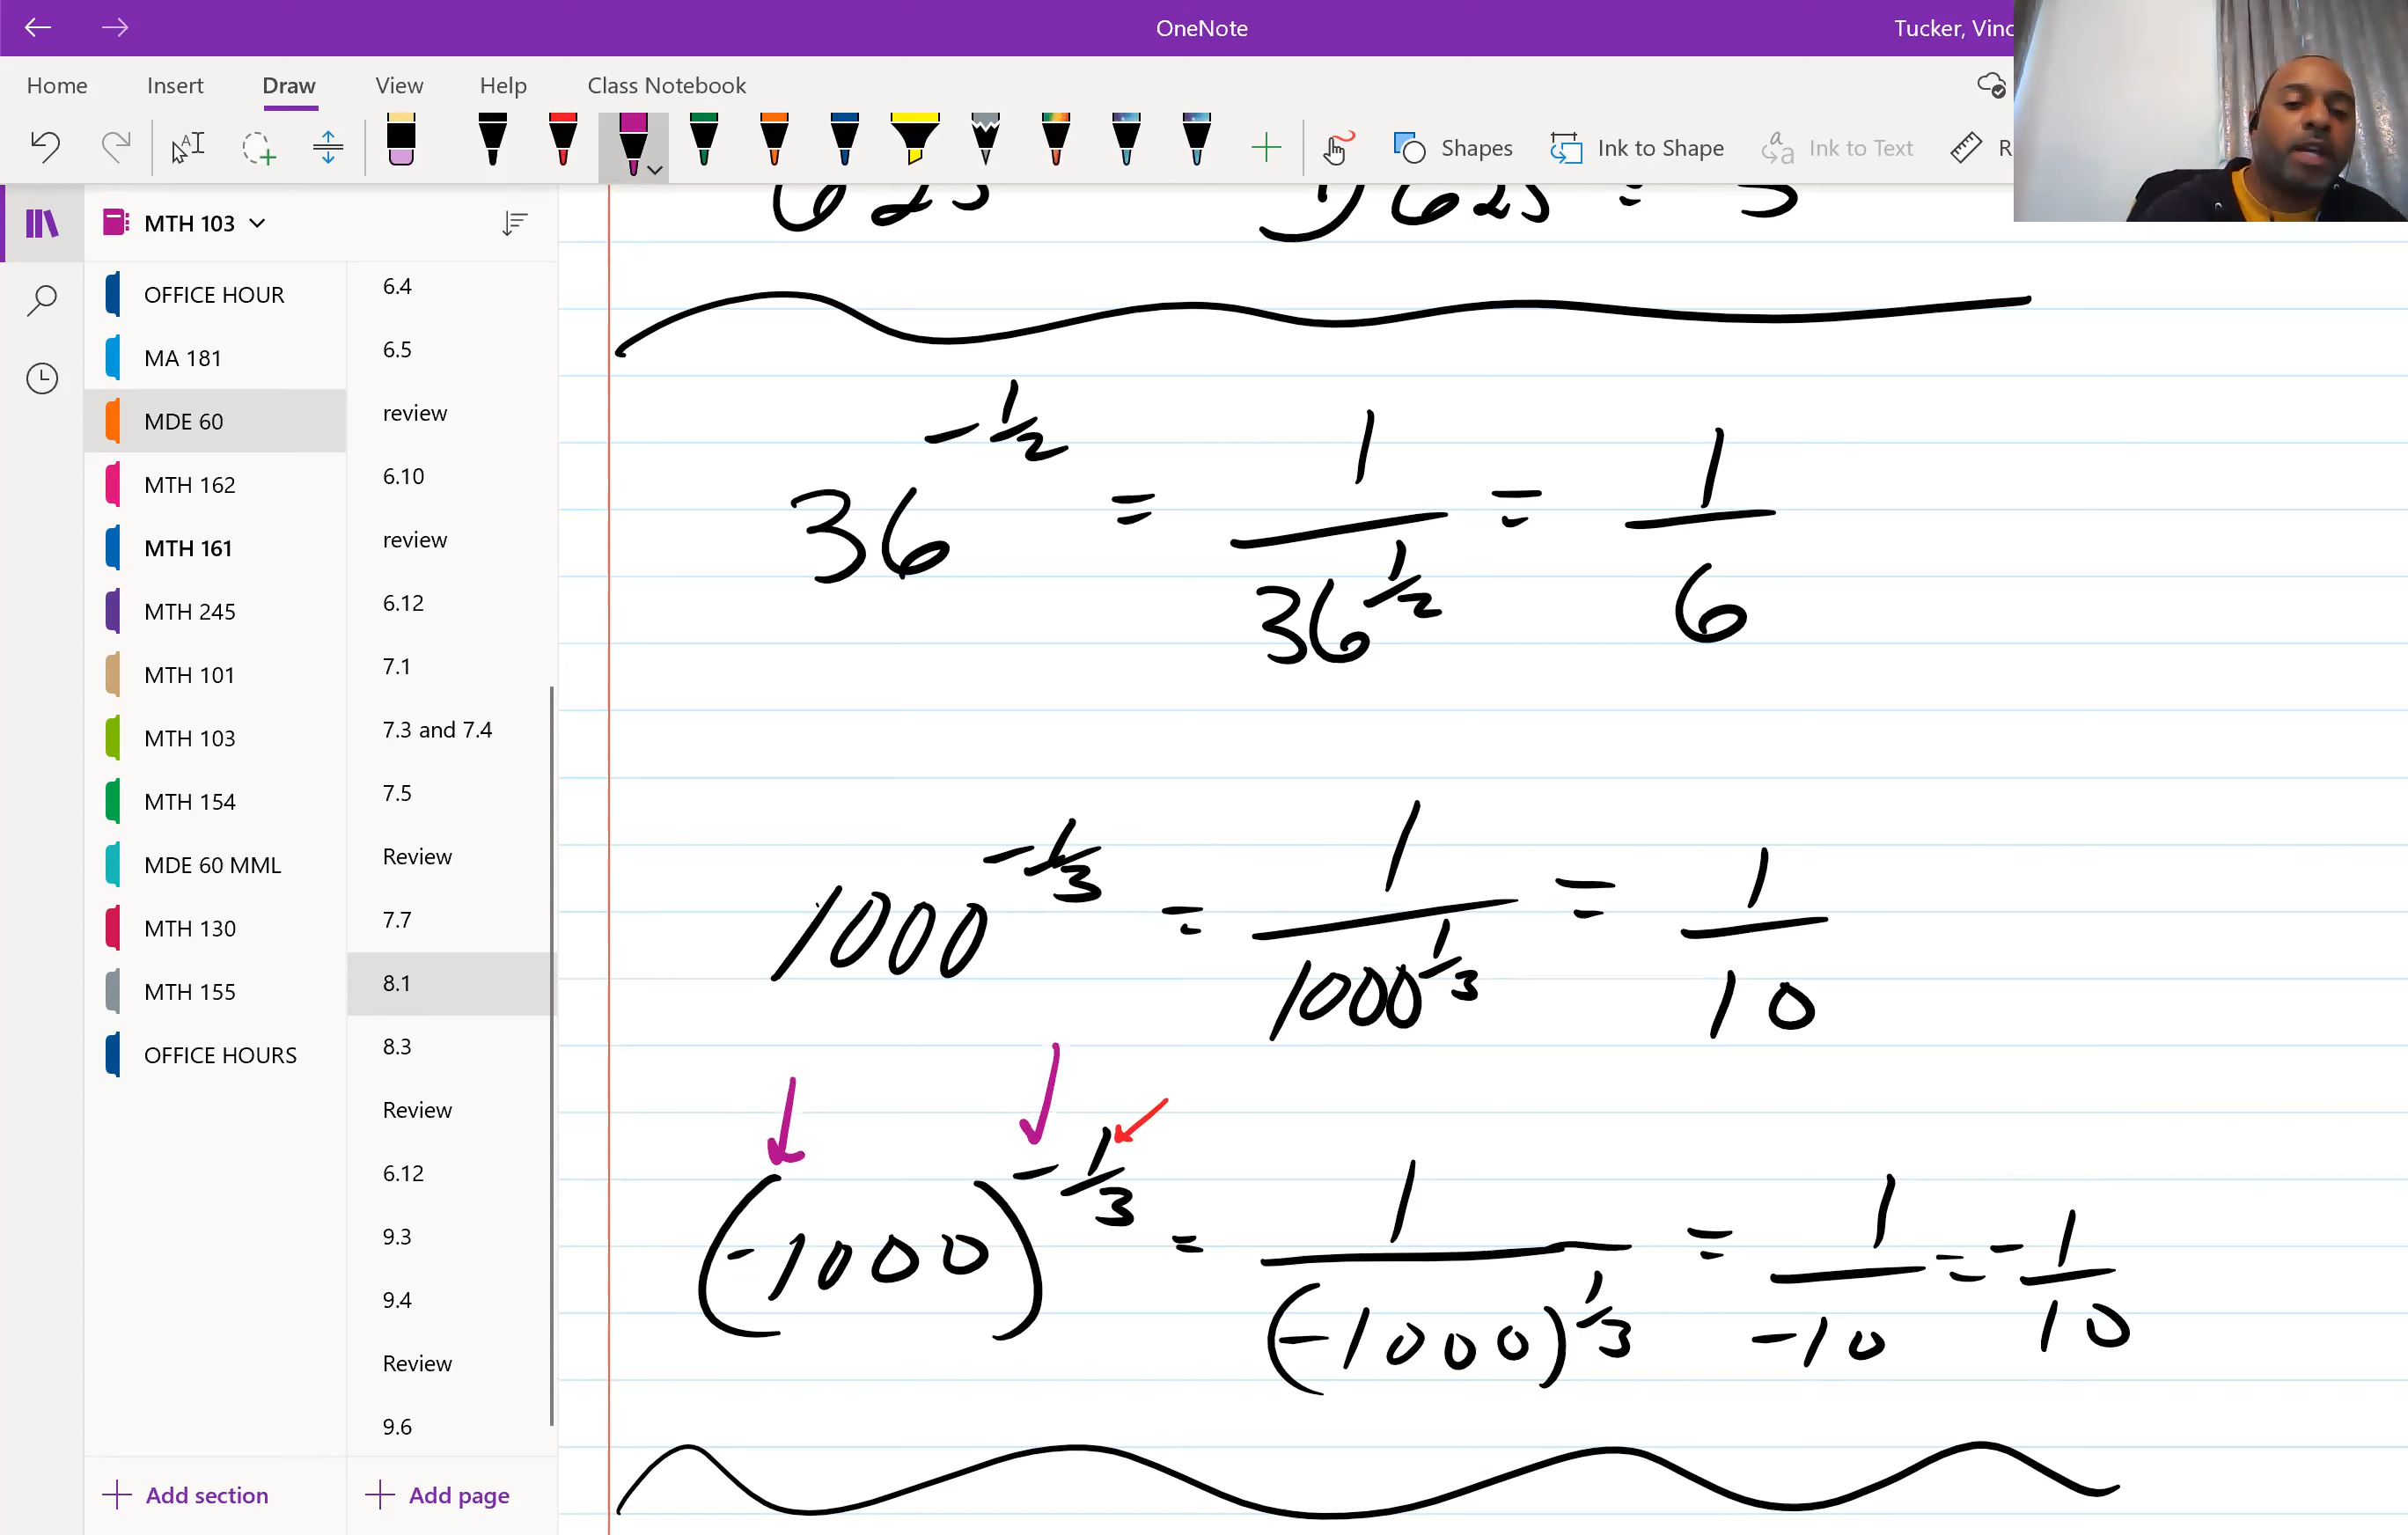 OneNote
Tucker, Vinc
Home Insert Draw View Help Class Notebook
Shapes Ink to Shape Ink to Text R
MTH 103
OFFICE HOUR
MA 181
MDE 60
MTH 162
MTH 161
MTH 245
MTH 101
MTH 103
MTH 154
MDE 60 MML
MTH 130
MTH 155
OFFICE HOURS
Add section
6.4
6.5
review
6.10
review
6.12
7.1
7.3 and 7.4
7.5
Review
7.7
8.1
8.3
Review
6.12
9.3
9.4
Review
9.6
Add page
36^(-1/2) = 1/36^(1/2) = 1/6
1000^(-1/3) = 1/1000^(1/3) = 1/10
(-1000)^(-1/3) = 1/(-1000)^(1/3) = 1/-10 = -1/10